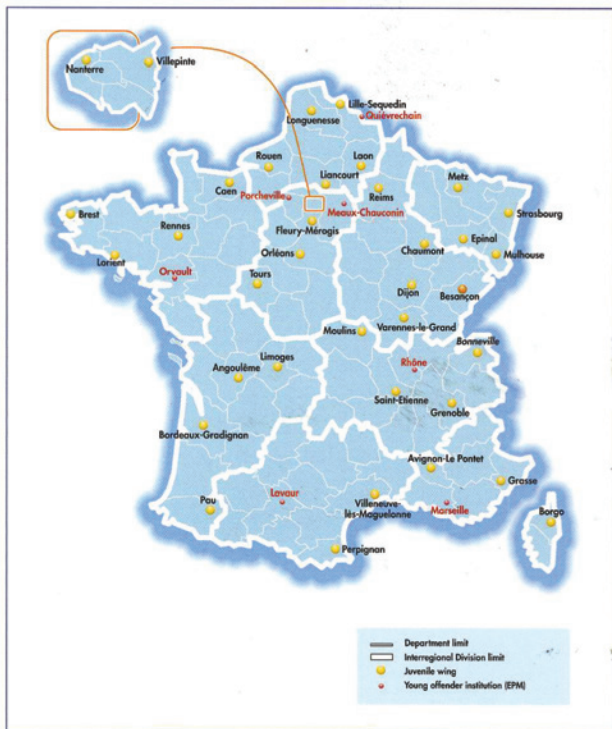 Nanterre
Villepinte
Lille-Sequedin
Longuenesse
Quiévrechain
Rouen
Laon
Liancourt
Caen
Porcheville
Meaux-Chauconin
Reims
Metz
Strasbourg
Brest
Rennes
Fleury-Mérogis
Chaumont
Epinal
Mulhouse
Lorient
Orvault
Orléans
Tours
Dijon
Besançon
Varennes-le-Grand
Moulins
Bonneville
Limoges
Angoulême
Rhône
Saint-Etienne
Grenoble
Bordeaux-Gradignan
Avignon-Le Pontet
Grasse
Pau
Lavaur
Villeneuve-
lés-Maguelonne
Marseille
Borgo
Perpignan
Department limit
Interregional Division limit
Juvenile wing
Young offender institution (EPM)